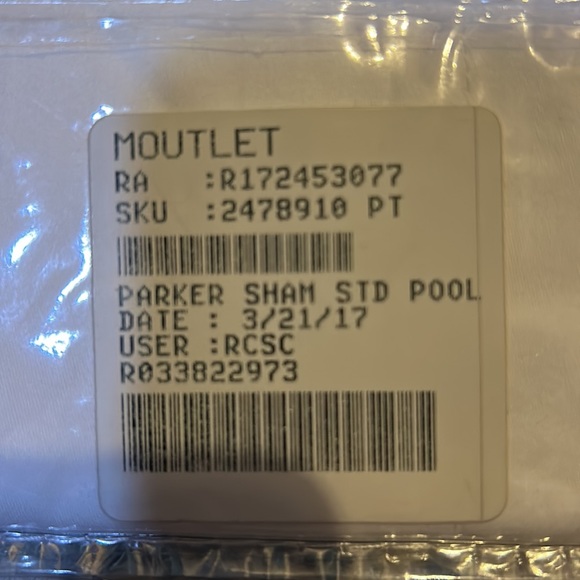 MOUTLET
RA :R172453077
SKU :2478910 PT
PARKER SHAM STD POOL
DATE : 3/21/17
USER :RCSC
R033822973